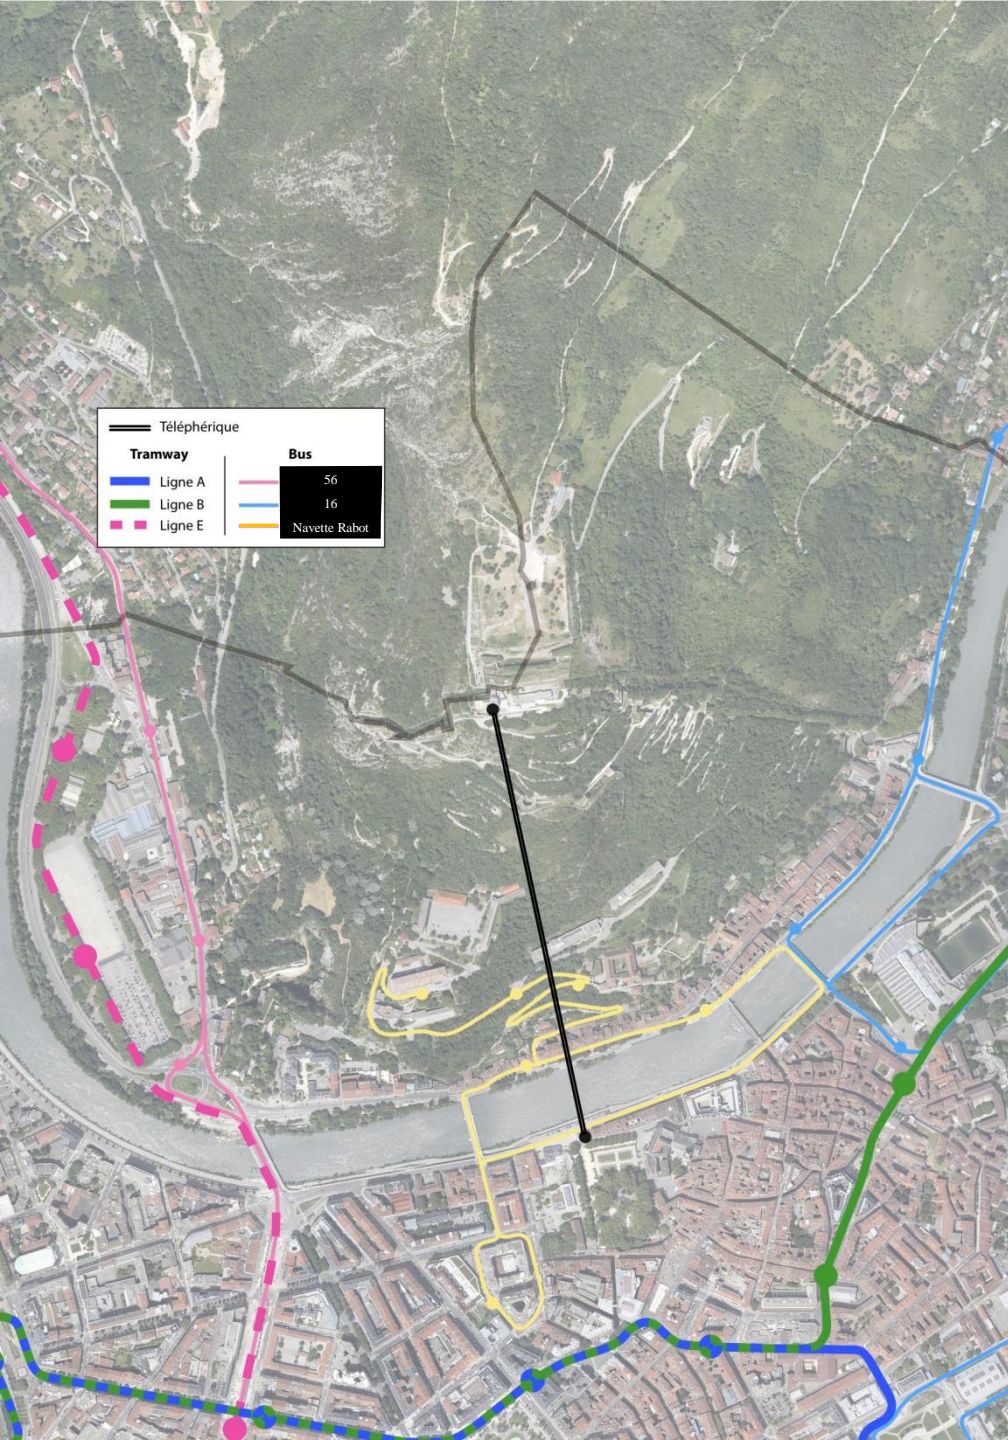 Téléphérique
Tramway
Bus
Ligne A
56
Ligne B
16
Ligne E
Navette Rabot